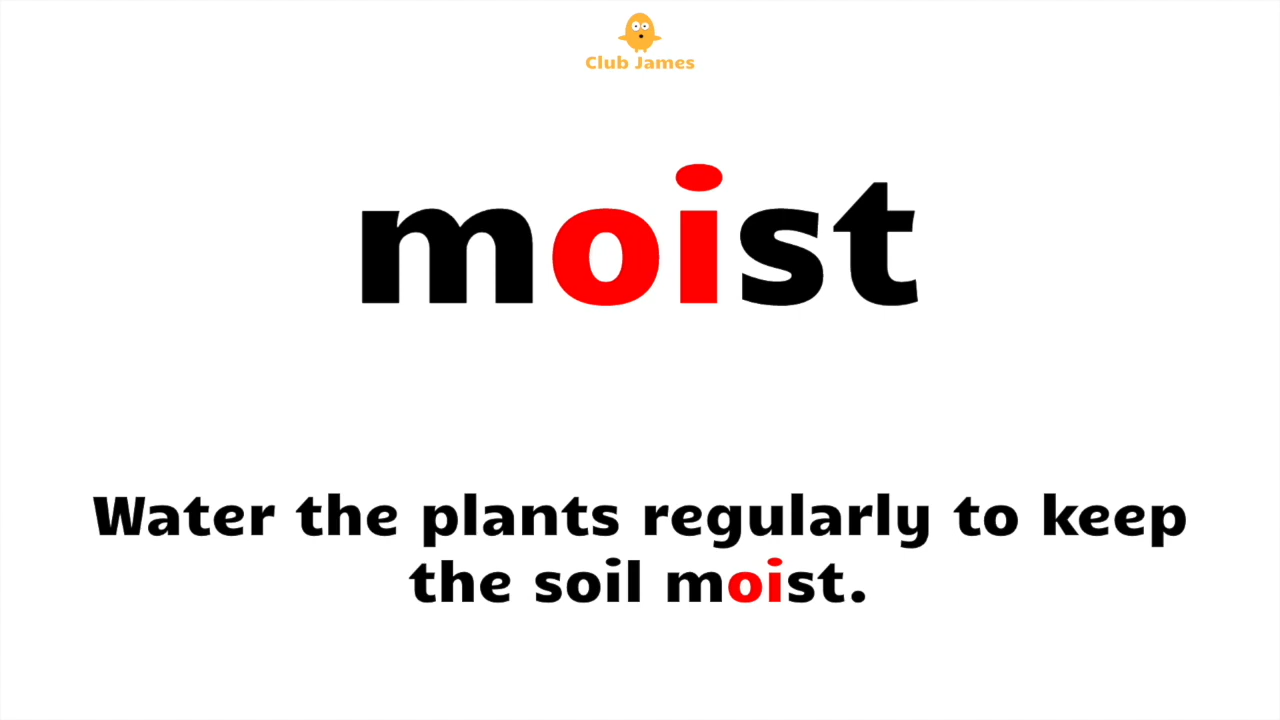 Club James
moist
Water the plants regularly to keep
the soil moist.